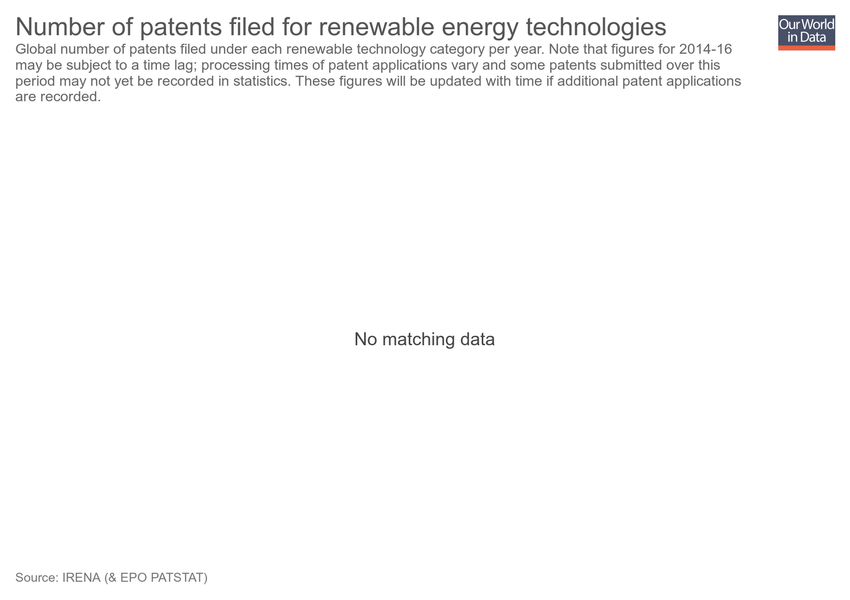 Number of patents filed for renewable energy technologies
Our World
in Data
Global number of patents filed under each renewable technology category per year. Note that figures for 2014-16
may be subject to a time lag; processing times of patent applications vary and some patents submitted over this
period may not yet be recorded in statistics. These figures will be updated with time if additional patent applications
are recorded.
No matching data
Source: IRENA (& EPO PATSTAT)